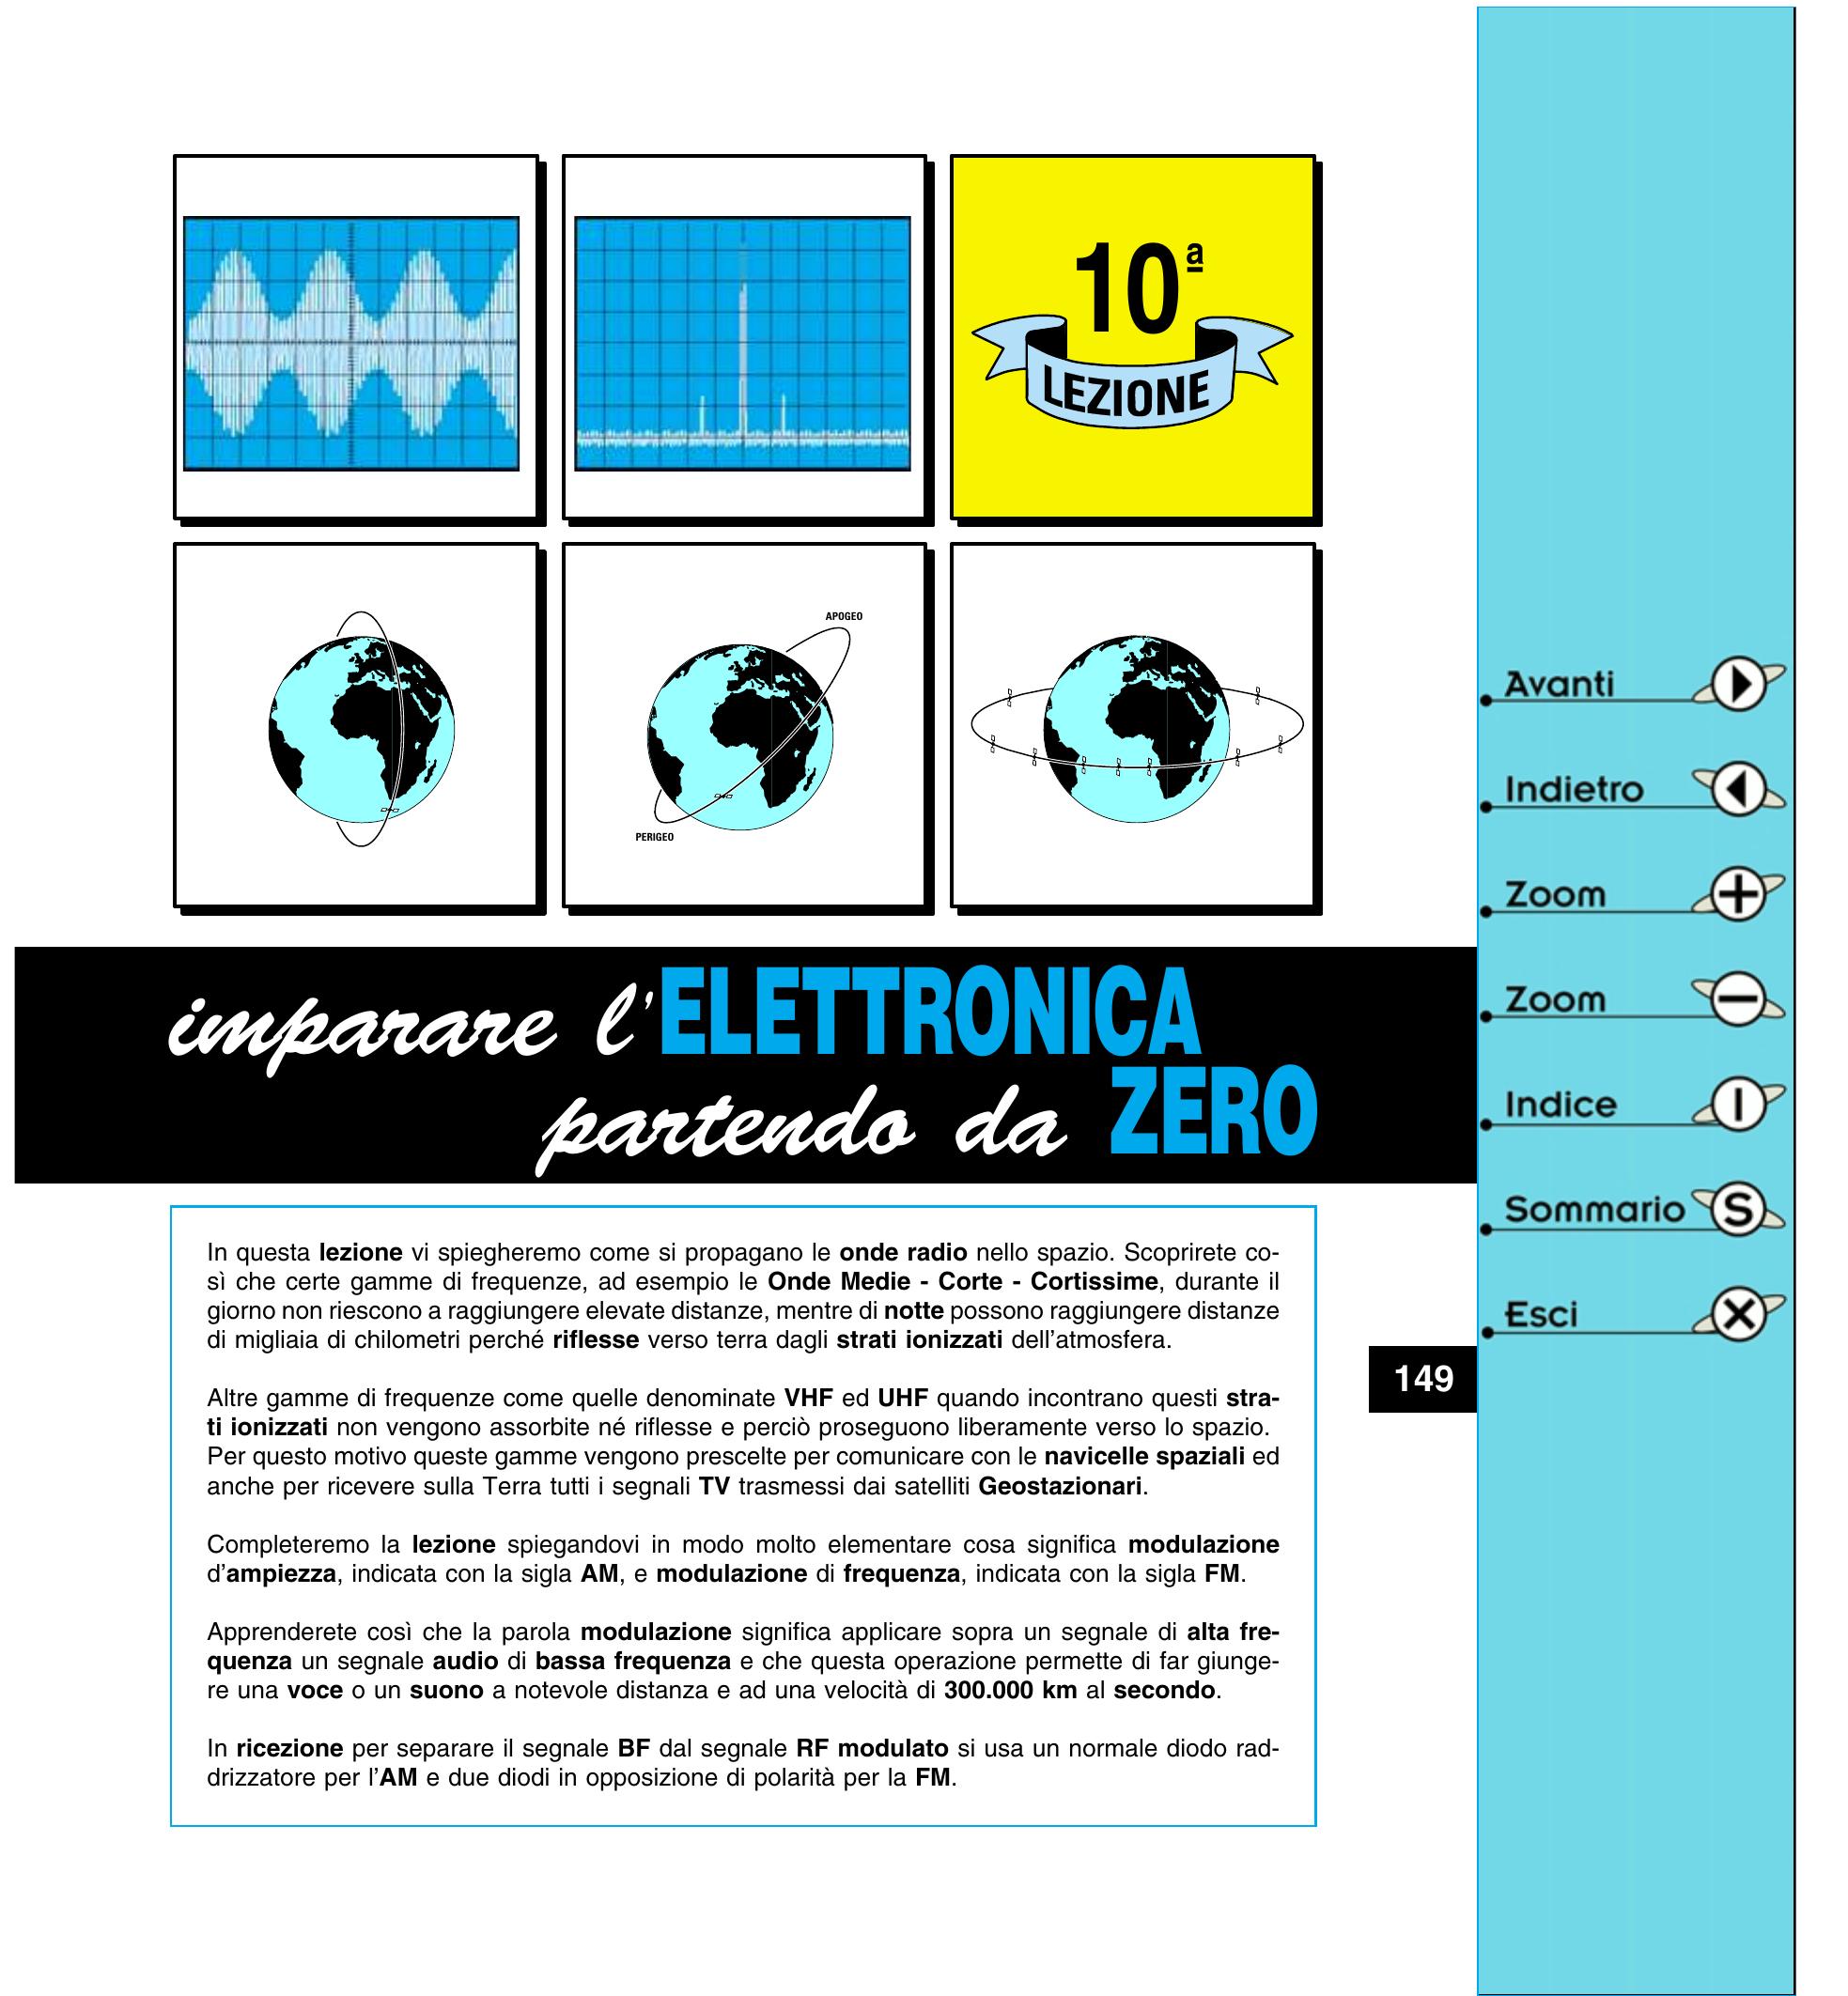 10ª
LEZIONE
APOGEO
PERIGEO
imparare l'ELETTRONICA
partendo da ZERO
In questa lezione vi spiegheremo come si propagano le onde radio nello spazio. Scoprirete co-
sì che certe gamme di frequenze, ad esempio le Onde Medie - Corte - Cortissime, durante il
giorno non riescono a raggiungere elevate distanze, mentre di notte possono raggiungere distanze
di migliaia di chilometri perché riflesse verso terra dagli strati ionizzati dell'atmosfera.
Altre gamme di frequenze come quelle denominate VHF ed UHF quando incontrano questi stra-
ti ionizzati non vengono assorbite né riflesse e perciò proseguono liberamente verso lo spazio.
Per questo motivo queste gamme vengono prescelte per comunicare con le navicelle spaziali ed
anche per ricevere sulla Terra tutti i segnali TV trasmessi dai satelliti Geostazionari.
Completeremo la lezione spiegandovi in modo molto elementare cosa significa modulazione
d'ampiezza, indicata con la sigla AM, e modulazione di frequenza, indicata con la sigla FM.
Apprenderete così che la parola modulazione significa applicare sopra un segnale di alta fre-
quenza un segnale audio di bassa frequenza e che questa operazione permette di far giunge-
re una voce o un suono a notevole distanza e ad una velocità di 300.000 km al secondo.
In ricezione per separare il segnale BF dal segnale RF modulato si usa un normale diodo rad-
drizzatore per l'AM e due diodi in opposizione di polarità per la FM.
149
Avanti
Indietro
Zoom
Zoom
Indice I
Sommario S
Esci